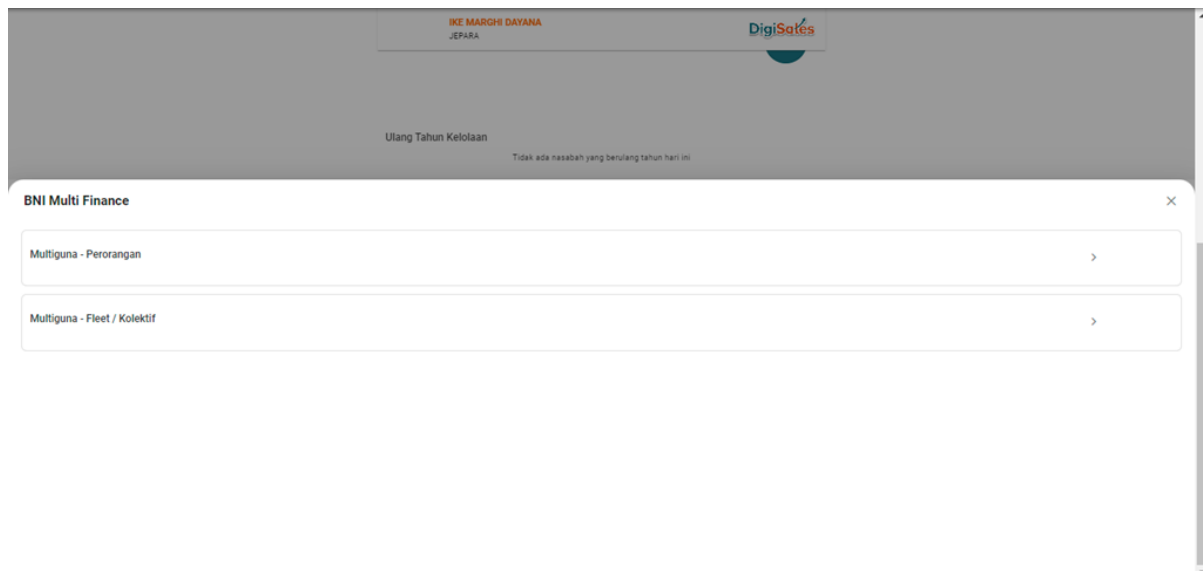 IKE MARGHI DAYANA
JEPARA
DigiSales
Ulang Tahun Kelolaan
Tidak ada nasabah yang berulang tahun hari ini
BNI Multi Finance
Multiguna - Perorangan
Multiguna - Fleet / Kolektif